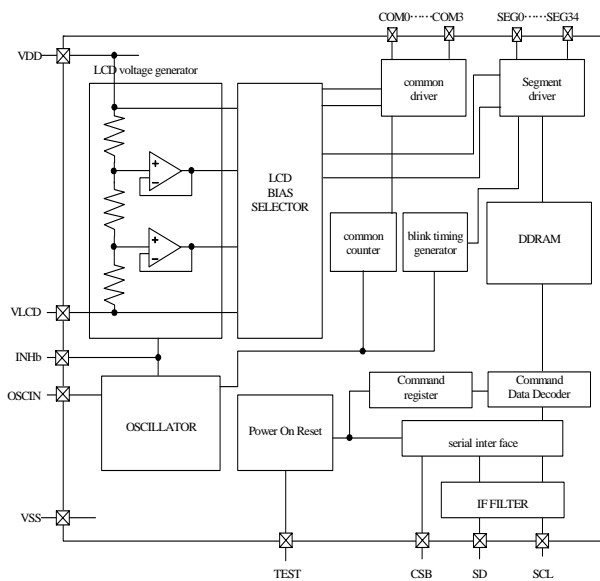 COM0……COM3
SEG0……SEG34
VDD
LCD voltage generator
common
driver
Segment
driver
LCD
BIAS
SELECTOR
common
counter
blink timing
generator
DDRAM
VLCD
INHb
OSCIN
OSCILLATOR
Power On Reset
Command
register
Command
Data Decoder
serial inter face
IF FILTER
VSS
TEST
CSB
SD
SCL